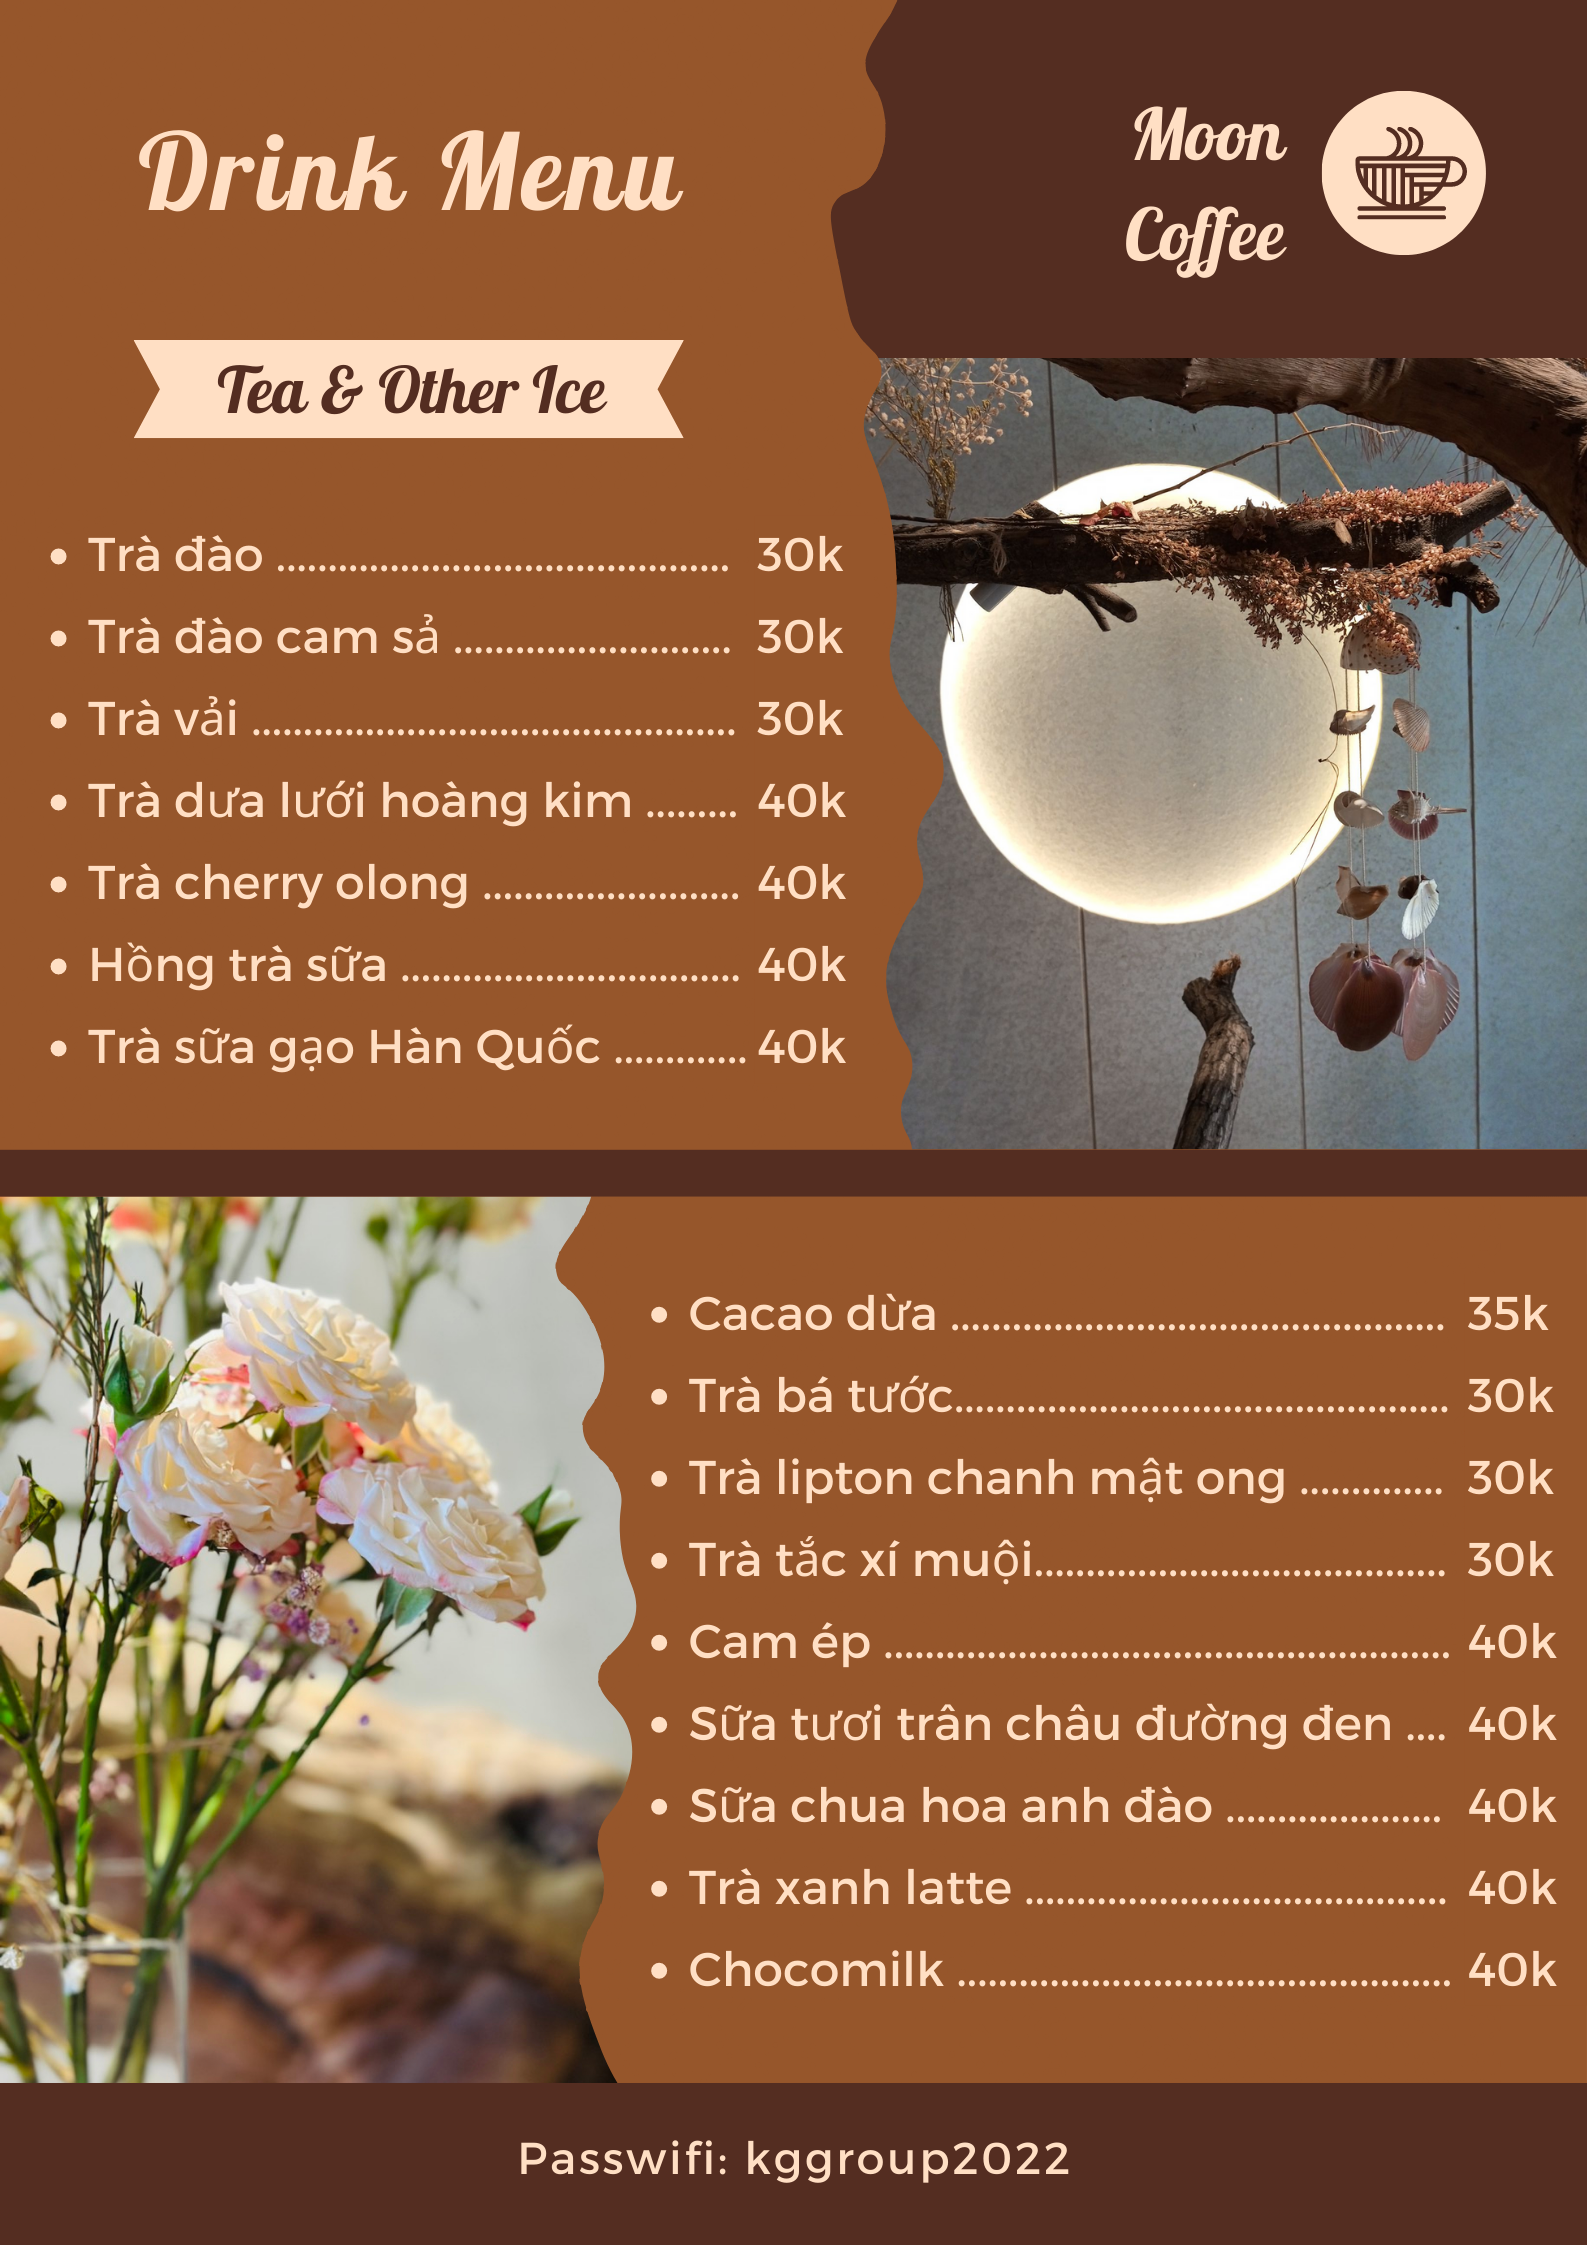 Drink Menu
Moon
Coffee
Tea & Other Ice
• Trà đào ............................................ 30k
• Trà đào cam sả ........................... 30k
• Trà vải ............................................... 30k
• Trà dưa lưới hoàng kim ......... 40k
• Trà cherry olong ......................... 40k
• Hồng trà sữa ................................. 40k
• Trà sữa gạo Hàn Quốc ............. 40k
• Cacao dừa ................................................ 35k
• Trà bá tước................................................ 30k
• Trà lipton chanh mật ong .............. 30k
• Trà tắc xí muội........................................ 30k
• Cam ép ....................................................... 40k
• Sữa tươi trân châu đường đen .... 40k
• Sữa chua hoa anh đào ..................... 40k
• Trà xanh latte ......................................... 40k
• Chocomilk ................................................ 40k
Passwifi: kggroup2022